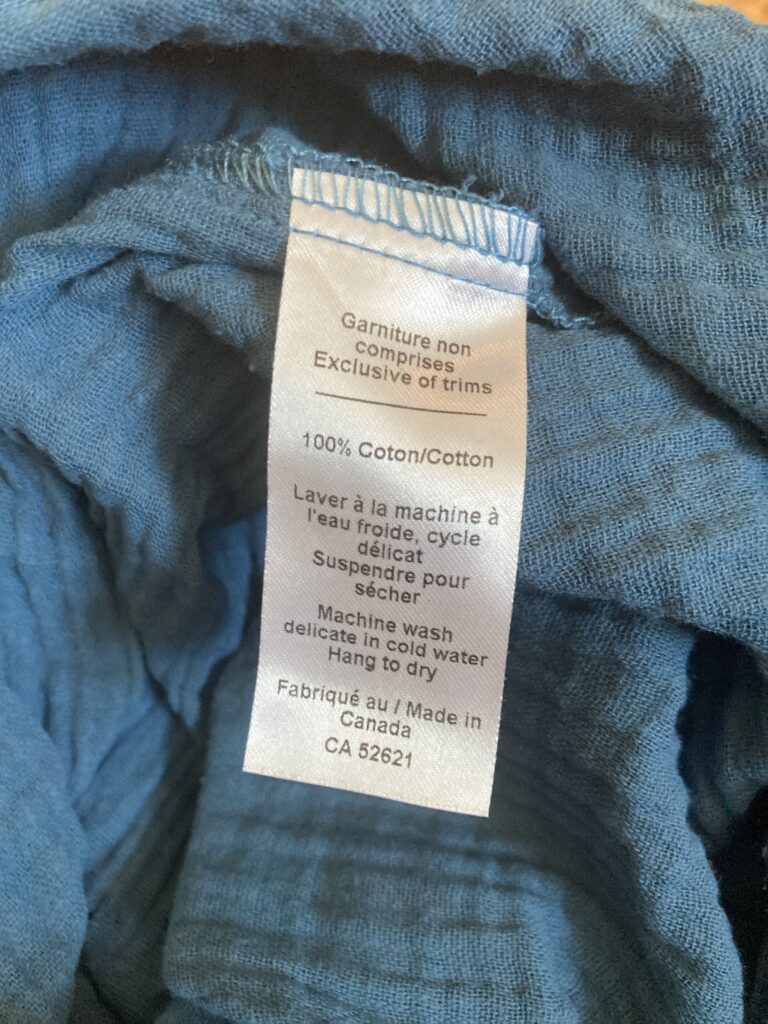 Garniture non
comprises
Exclusive of trims
100% Coton/Cotton
Laver à la machine à
l'eau froide, cycle
délicat
Suspendre pour
sécher
Machine wash
delicate in cold water
Hang to dry
Fabriqué au / Made in
Canada
CA 52621